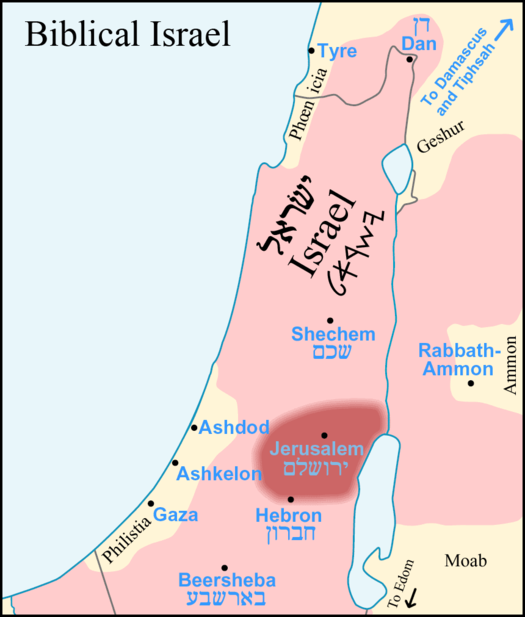 Biblical Israel
Tyre
דן
Dan
To Damascus
and Tiphsah
Phœnicia
Geshur
יִשְׂרָאֵל
Israel
𐤉𐤔𐤓𐤀𐤋
Shechem
שכם
Rabbath-
Ammon
Ammon
Ashdod
Jerusalem
ירושלם
Ashkelon
Gaza
Hebron
חברון
Philistia
Moab
Beersheba
בארשבע
To Edom